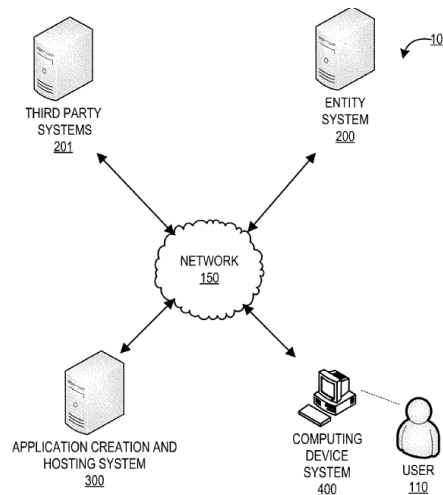 10
THIRD PARTY
SYSTEMS
201
ENTITY
SYSTEM
200
NETWORK
150
APPLICATION CREATION AND
HOSTING SYSTEM
300
COMPUTING
DEVICE
SYSTEM
400
USER
110